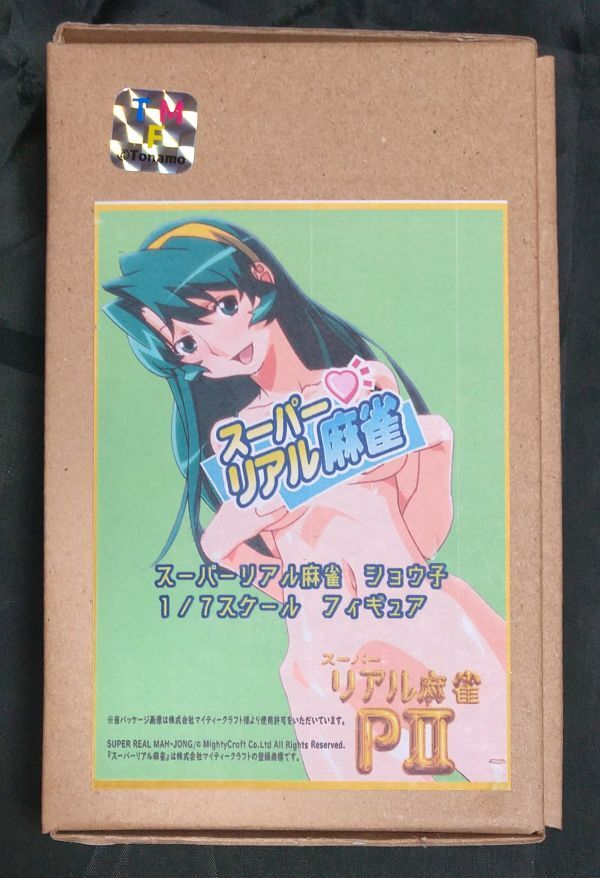 T M
F
©Tonamo
スーパー
リアル麻雀
スーパーリアル麻雀 ショウ子
1/7スケール フィギュア
スーパー
リアル麻雀
PⅡ
※当パッケージ画像は株式会社マイティークラフト様より使用許可をいただいています。
SUPER REAL MAH-JONG/© MightyCraft Co.Ltd All Rights Reserved.
『スーパーリアル麻雀』は株式会社マイティークラフトの登録商標です。